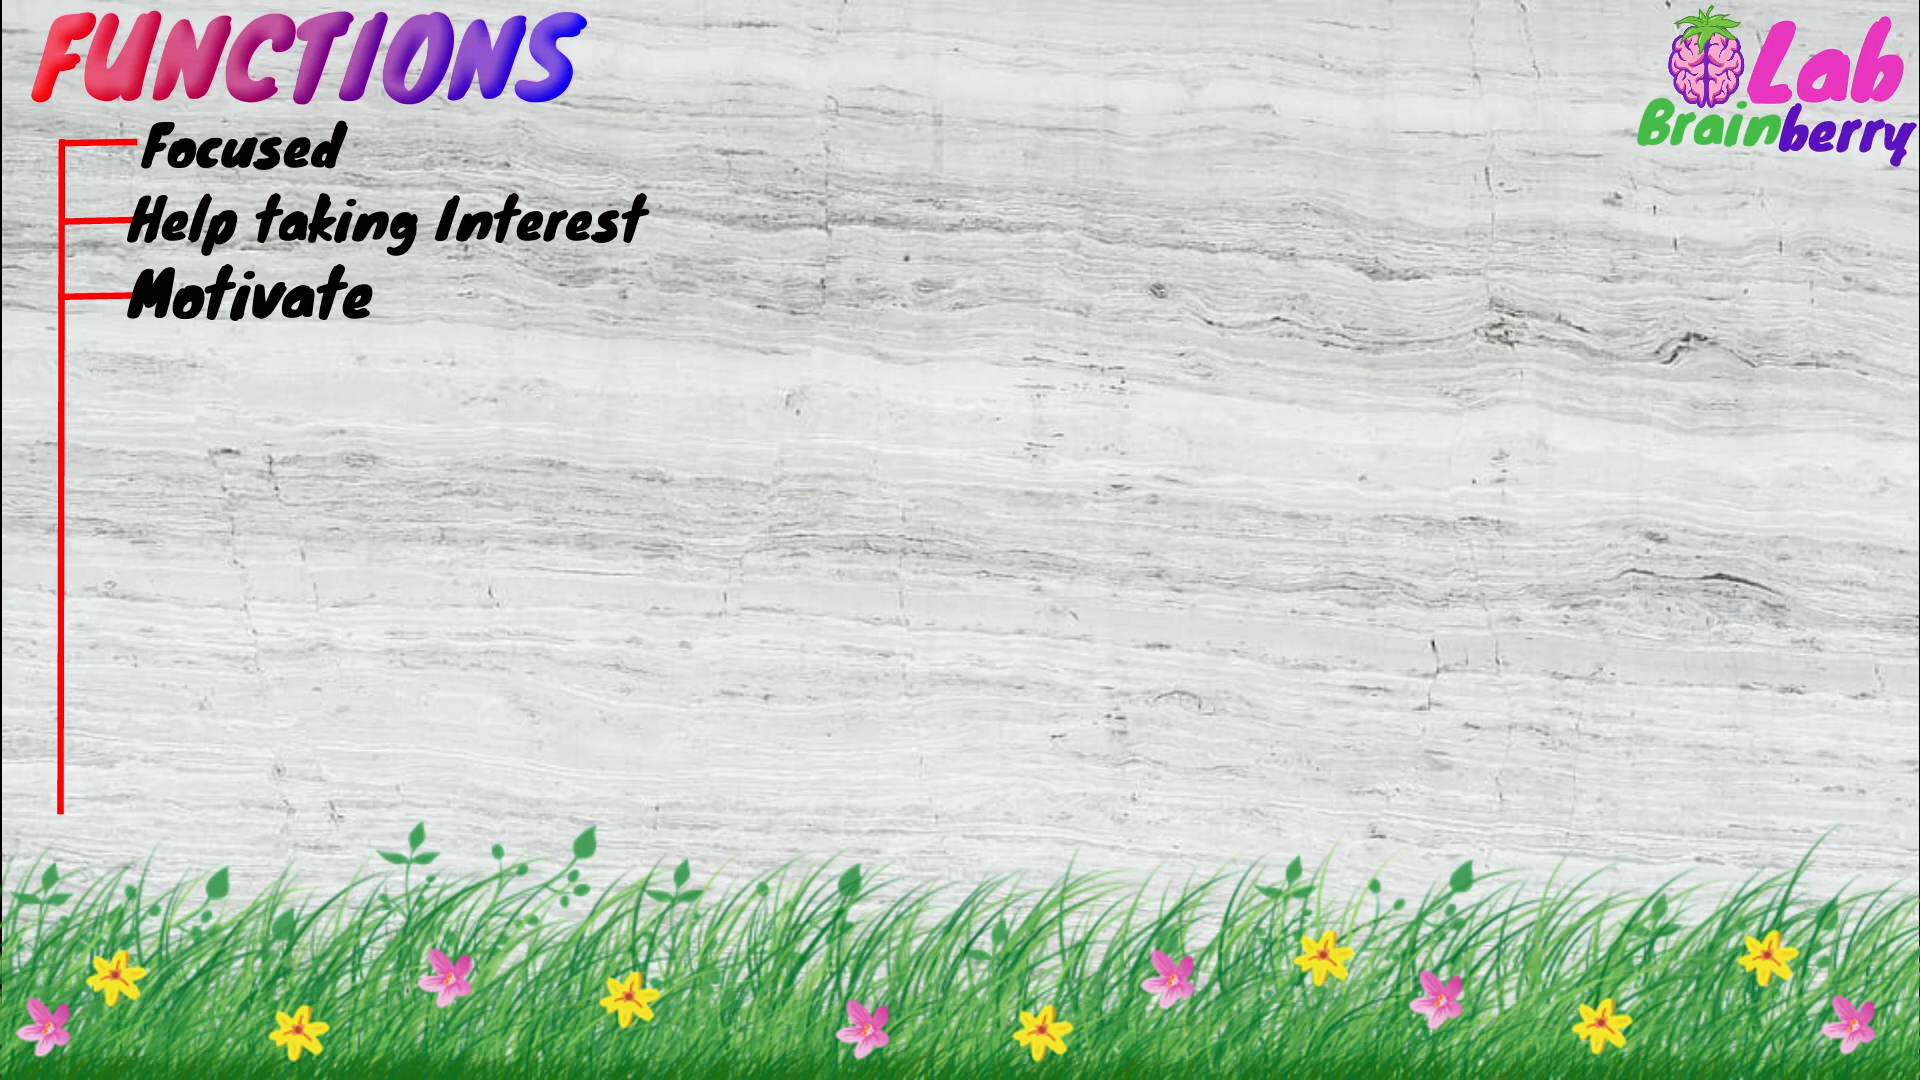 FUNCTIONS
Focused
Help taking Interest
Motivate
Lab
Brainberry